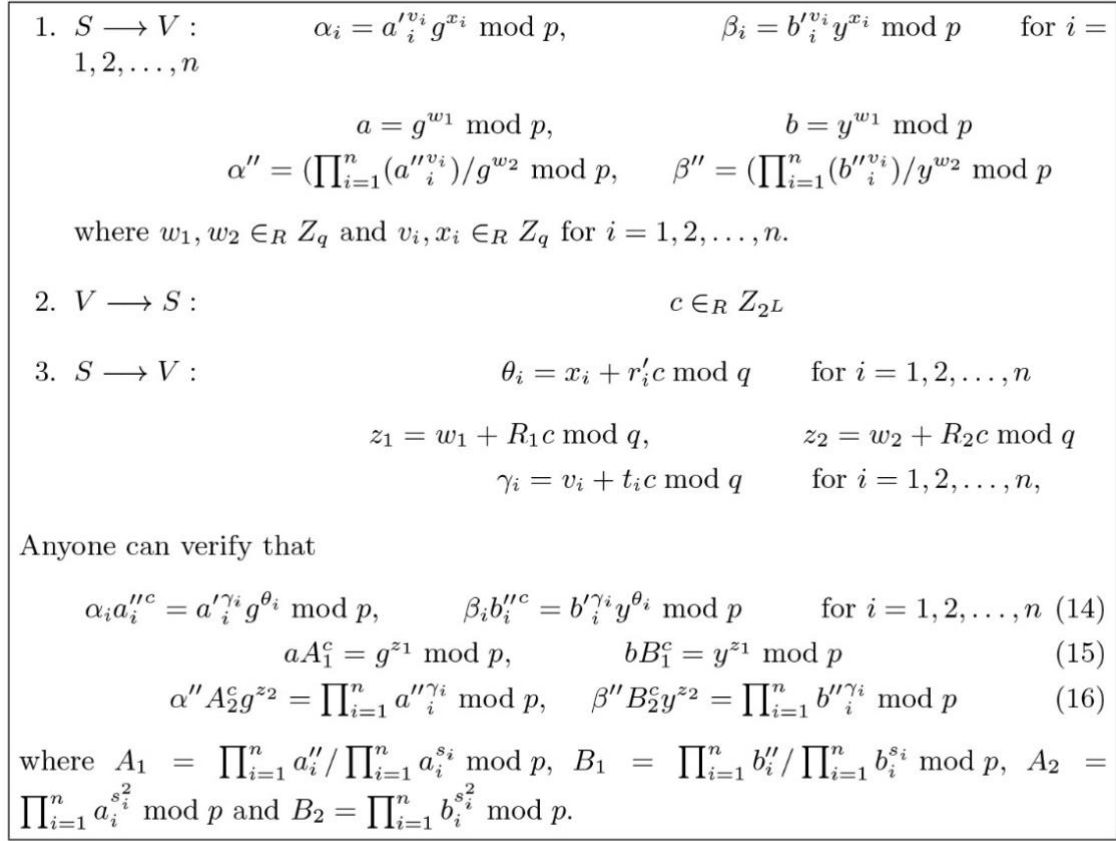 1. S ⟶ V : α_i = a′_i^{v_i} g^{x_i} mod p, β_i = b′_i^{v_i} y^{x_i} mod p for i =
1, 2, . . . , n
a = g^{w_1} mod p, b = y^{w_1} mod p
α′′ = (∏_{i=1}^{n}(a′′_i^{v_i})/g^{w_2} mod p, β′′ = (∏_{i=1}^{n}(b′′_i^{v_i})/y^{w_2} mod p
where w_1, w_2 ∈_R Z_q and v_i, x_i ∈_R Z_q for i = 1, 2, . . . , n.
2. V ⟶ S : c ∈_R Z_{2^L}
3. S ⟶ V : θ_i = x_i + r′_i c mod q for i = 1, 2, . . . , n
z_1 = w_1 + R_1 c mod q, z_2 = w_2 + R_2 c mod q
γ_i = v_i + t_i c mod q for i = 1, 2, . . . , n,
Anyone can verify that
α_i a′′_i^c = a′_i^{γ_i} g^{θ_i} mod p, β_i b′′_i^c = b′_i^{γ_i} y^{θ_i} mod p for i = 1, 2, . . . , n (14)
aA_1^c = g^{z_1} mod p, bB_1^c = y^{z_1} mod p (15)
α′′A_2^c g^{z_2} = ∏_{i=1}^{n} a′′_i^{γ_i} mod p, β′′B_2^c y^{z_2} = ∏_{i=1}^{n} b′′_i^{γ_i} mod p (16)
where A_1 = ∏_{i=1}^{n} a′′_i / ∏_{i=1}^{n} a_i^{s_i} mod p, B_1 = ∏_{i=1}^{n} b′′_i / ∏_{i=1}^{n} b_i^{s_i} mod p, A_2 =
∏_{i=1}^{n} a_i^{s_i^2} mod p and B_2 = ∏_{i=1}^{n} b_i^{s_i^2} mod p.